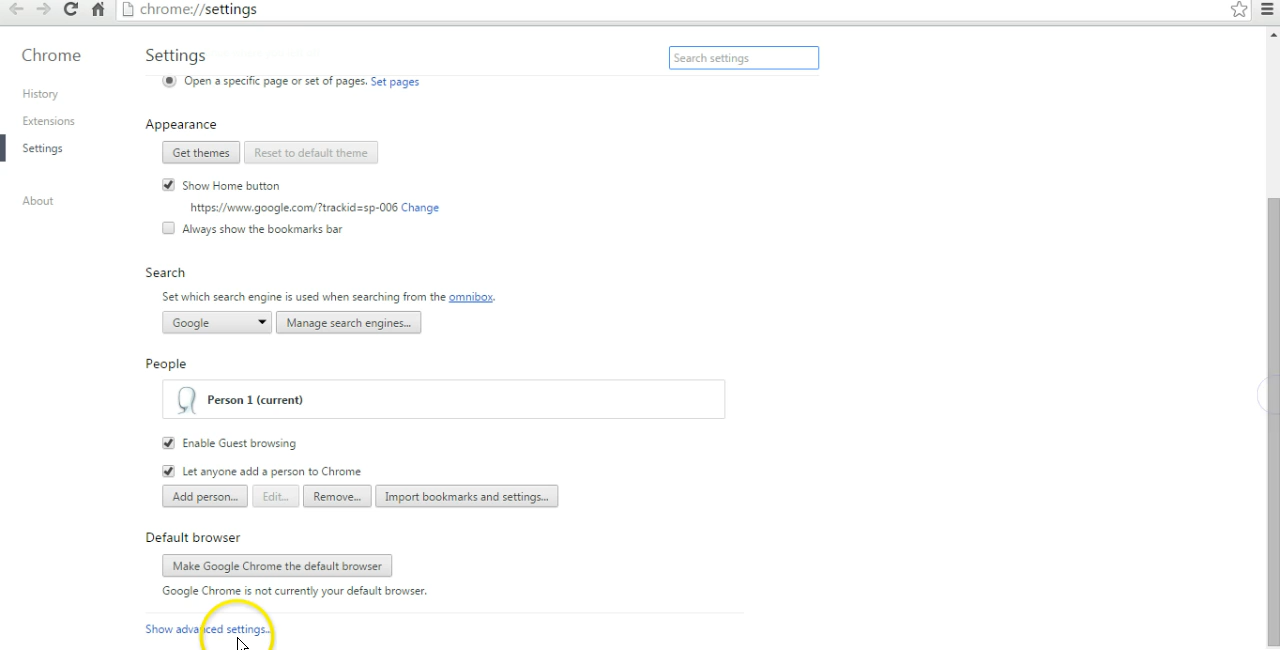 chrome://settings
Chrome
Settings
Search settings
History
Extensions
Settings
About
Open a specific page or set of pages. Set pages
Appearance
Get themes
Reset to default theme
Show Home button
https://www.google.com/?trackid=sp-006 Change
Always show the bookmarks bar
Search
Set which search engine is used when searching from the omnibox.
Google
Manage search engines...
People
Person 1 (current)
Enable Guest browsing
Let anyone add a person to Chrome
Add person...
Edit...
Remove...
Import bookmarks and settings...
Default browser
Make Google Chrome the default browser
Google Chrome is not currently your default browser.
Show advanced settings...